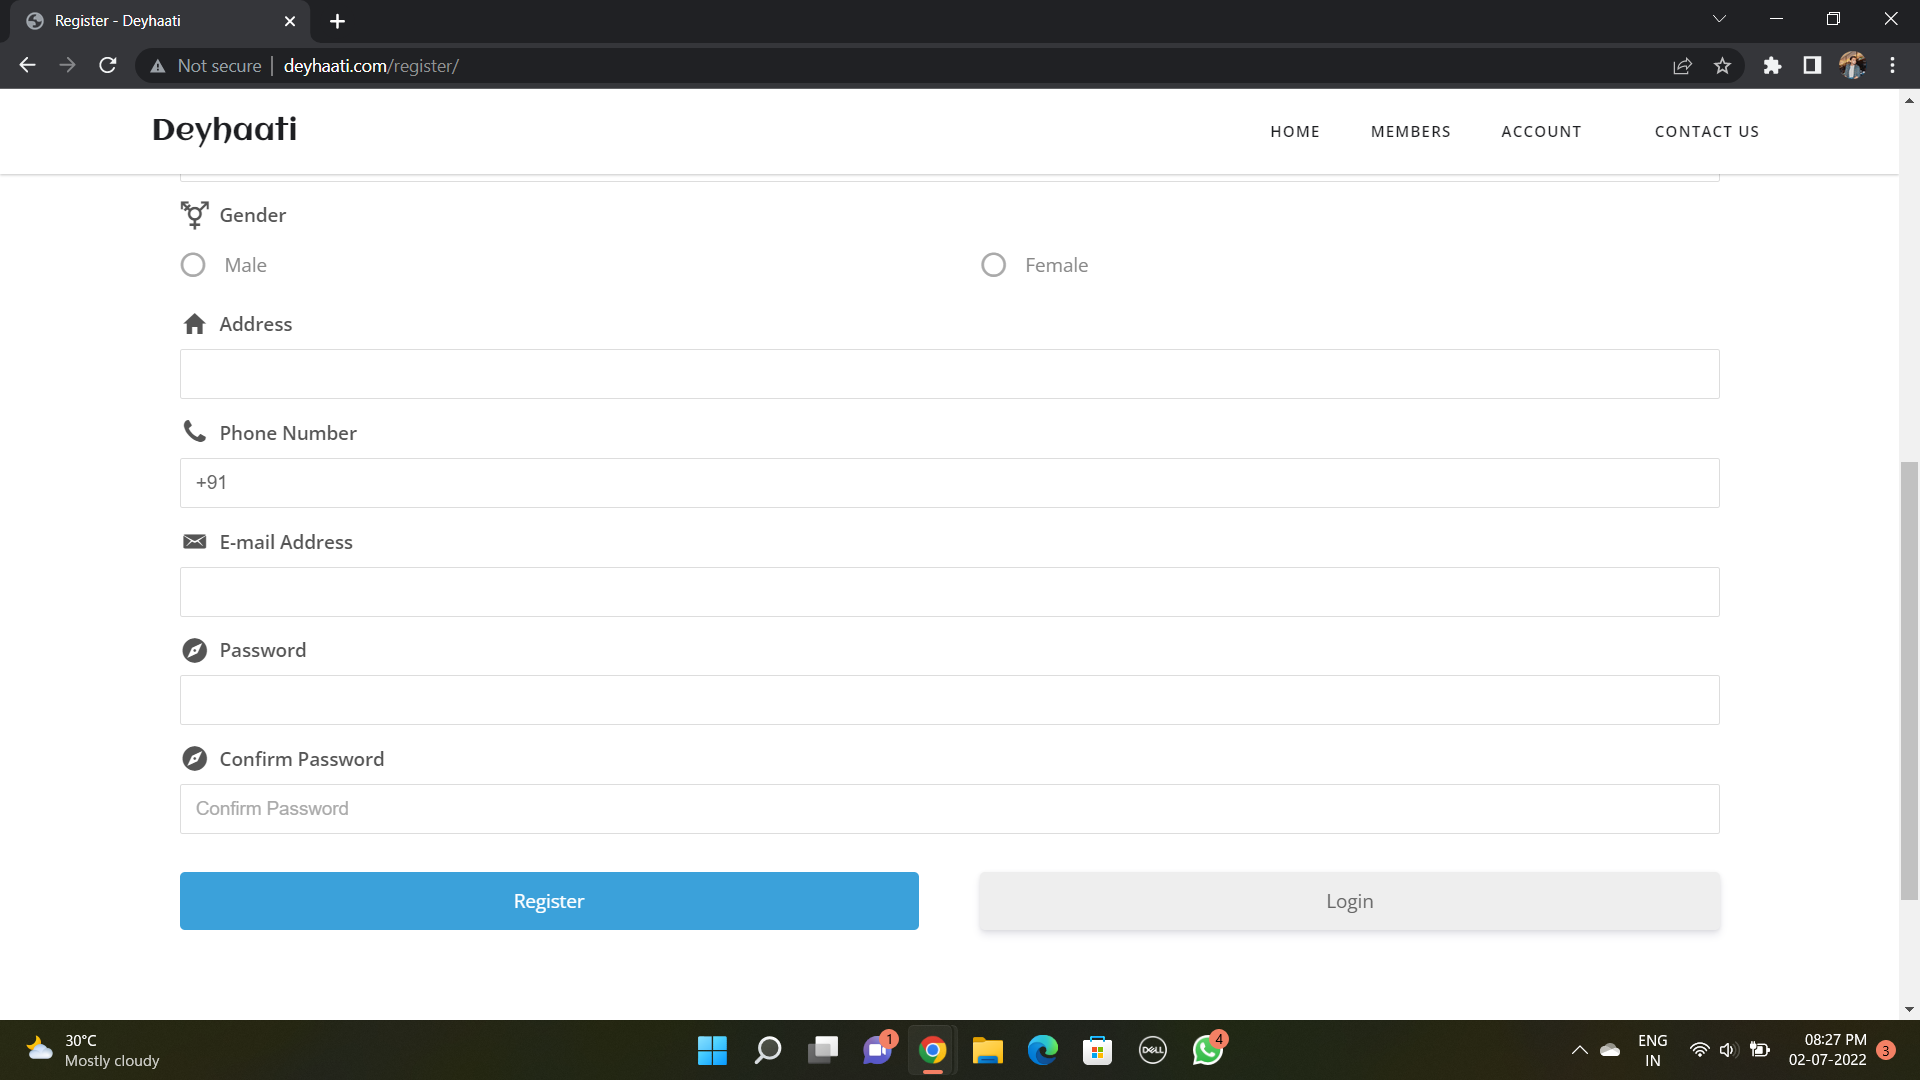 Register - Deyhaati
Not secure
deyhaati.com/register/
Deyhaati
HOME
MEMBERS
ACCOUNT
CONTACT US
Gender
Male
Female
Address
Phone Number
+91
E-mail Address
Password
Confirm Password
Confirm Password
Register
Login
30°C
Mostly cloudy
1
DELL
4
ENG
IN
08:27 PM
02-07-2022
3